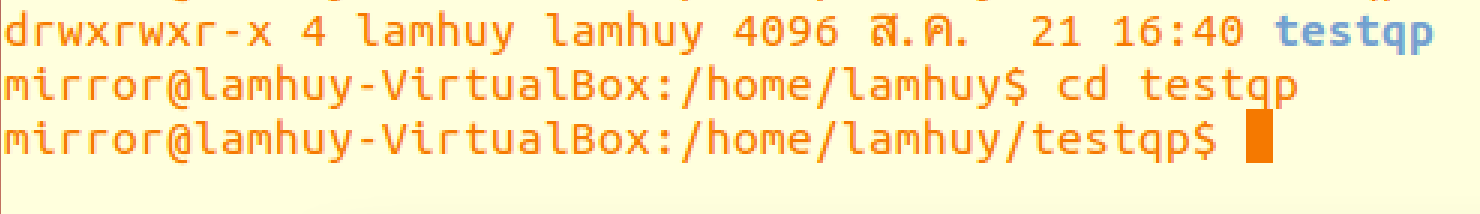 drwxrwxr-x 4 lamhuy lamhuy 4096 ส.ค.  21 16:40 testqp
mirror@lamhuy-VirtualBox:/home/lamhuy$ cd testqp
mirror@lamhuy-VirtualBox:/home/lamhuy/testqp$